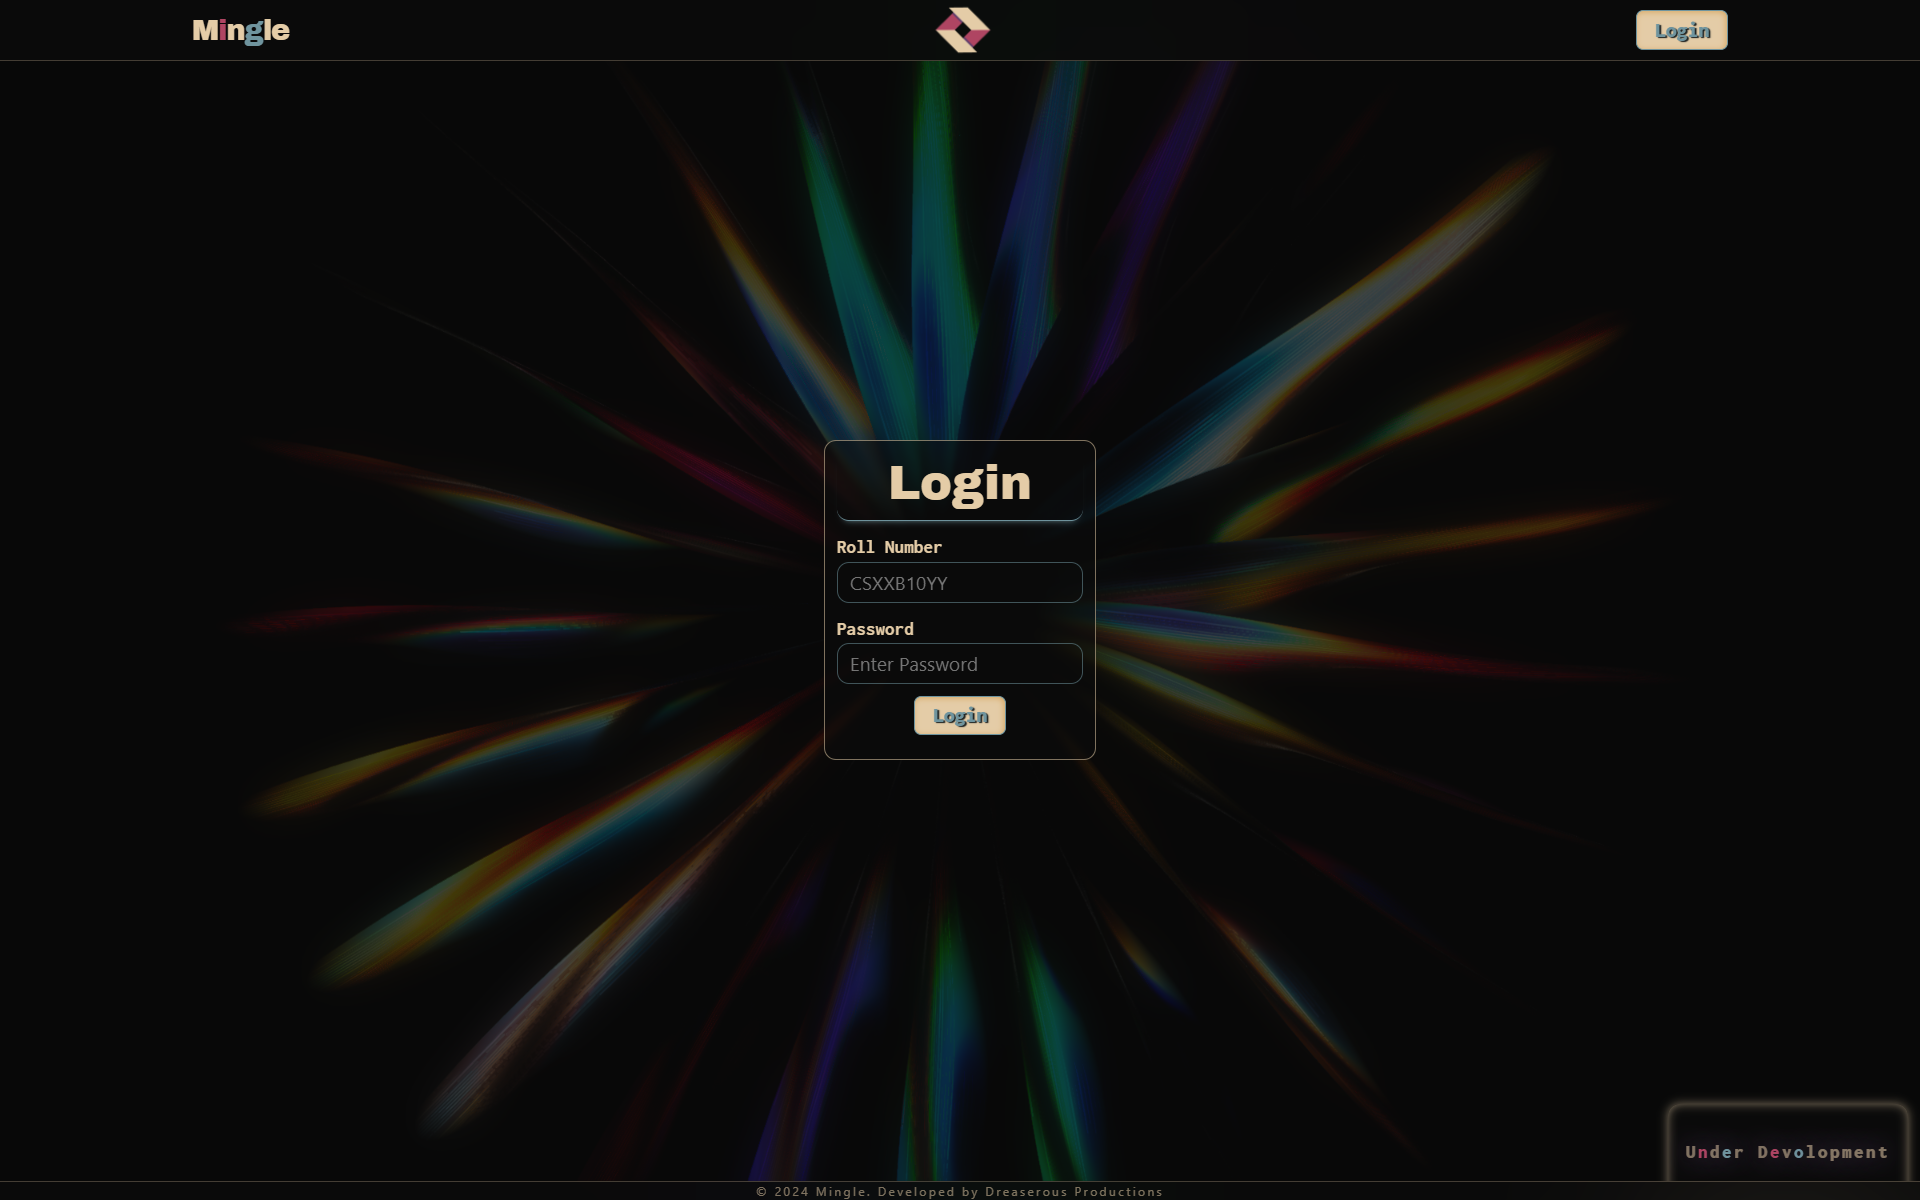 Mingle
Login
Login
Roll Number
CSXXB10YY
Password
Enter Password
Login
Under Devolopment
© 2024 Mingle. Developed by Dreaserous Productions